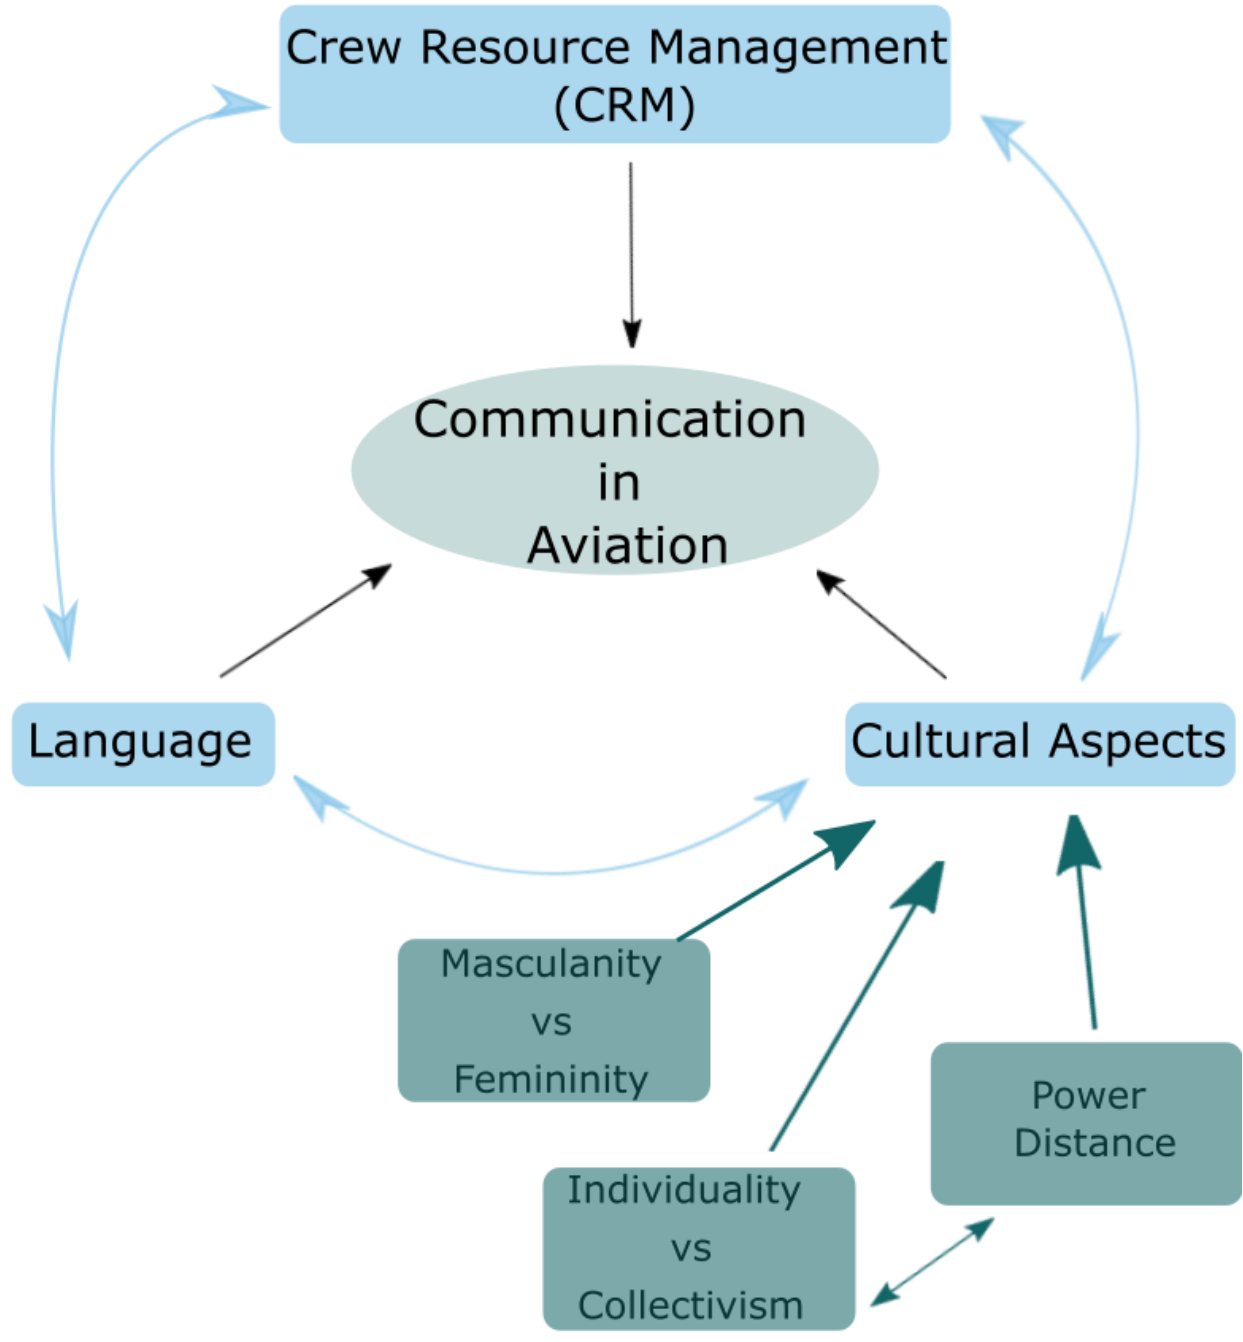 Crew Resource Management
(CRM)
Communication
in
Aviation
Language
Cultural Aspects
Masculanity
vs
Femininity
Power
Distance
Individuality
vs
Collectivism